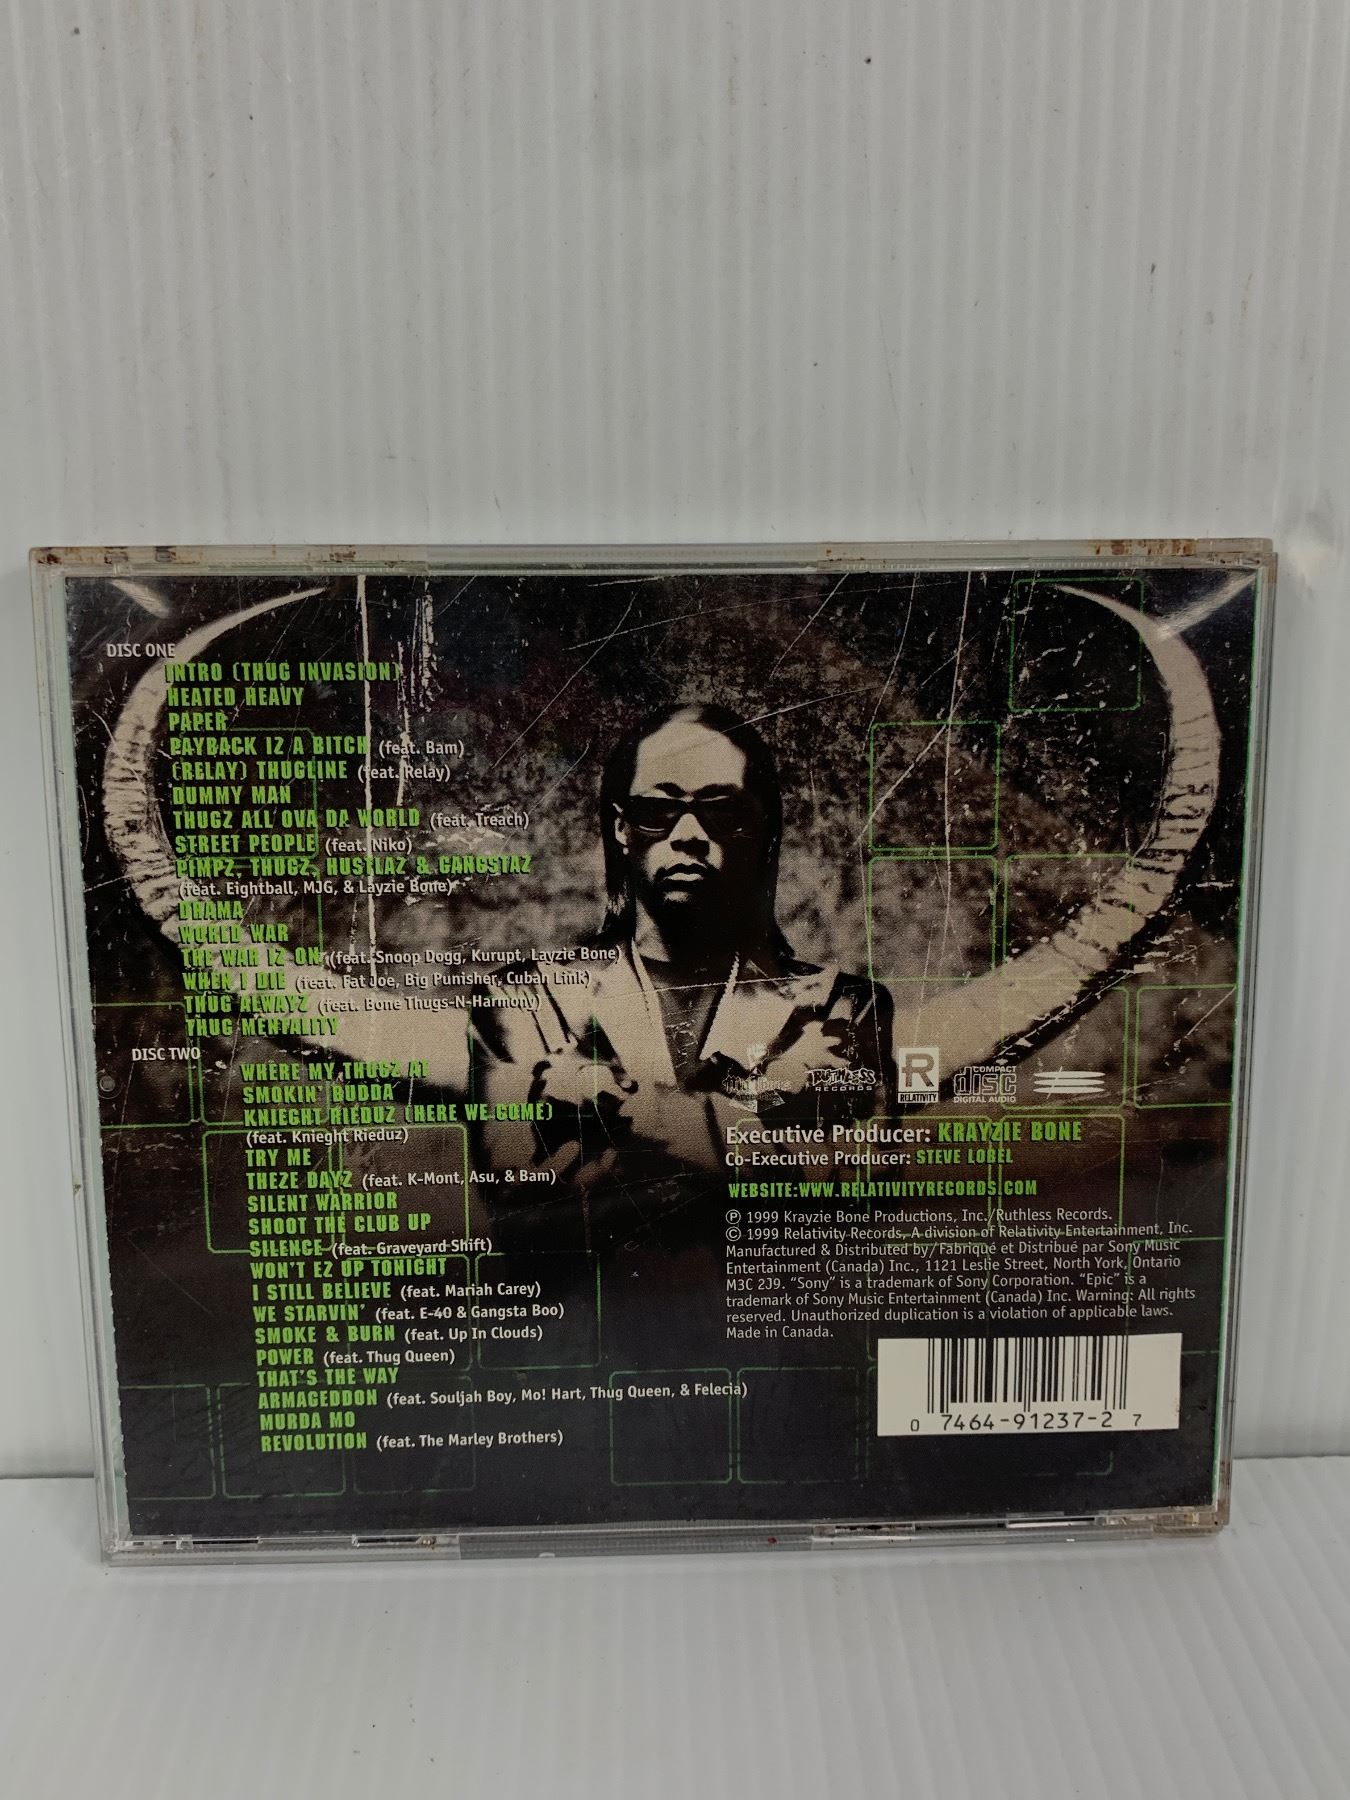 DISC ONE
INTRO (THUG INVASION)
HEATED HEAVY
PAPER
PAYBACK IZ A BITCH (feat. Bam)
(RELAY) THUGLINE (feat. Relay)
DUMMY MAN
THUGZ ALL OVA DA WORLD (feat. Treach)
STREET PEOPLE (feat. Niko)
PIMPZ, THUGZ, HUSTLAZ & GANGSTAZ
(feat. Eightball, MJG, & Layzie Bone)
DRAMA
WORLD WAR
THE WAR IZ ON (feat. Snoop Dogg, Kurupt, Layzie Bone)
WHEN I DIE (feat. Fat Joe, Big Punisher, Cuban Link)
THUG ALWAYZ (feat. Bone Thugs-N-Harmony)
THUG MENTALITY
DISC TWO
WHERE MY THUGZ AT
SMOKIN' BUDDA
KNIEGHT RIEDUZ (HERE WE COME)
(feat. Knieght Rieduz)
TRY ME
THEZE DAYZ (feat. K-Mont, Asu, & Bam)
SILENT WARRIOR
SHOOT THE CLUB UP
SILENCE (feat. Graveyard Shift)
WON'T EZ UP TONIGHT
I STILL BELIEVE (feat. Mariah Carey)
WE STARVIN' (feat. E-40 & Gangsta Boo)
SMOKE & BURN (feat. Up In Clouds)
POWER (feat. Thug Queen)
THAT'S THE WAY
ARMAGEDDON (feat. Souljah Boy, Mo! Hart, Thug Queen, & Felecia)
MURDA MO
REVOLUTION (feat. The Marley Brothers)
RUTHLESS
RECORDS
R
RELATIVITY
COMPACT
disc
DIGITAL AUDIO
Executive Producer: KRAYZIE BONE
Co-Executive Producer: STEVE LOBEL
WEBSITE:WWW.RELATIVITYRECORDS.COM
℗ 1999 Krayzie Bone Productions, Inc./Ruthless Records.
© 1999 Relativity Records, A division of Relativity Entertainment, Inc.
Manufactured & Distributed by/Fabriqué et Distribué par Sony Music
Entertainment (Canada) Inc., 1121 Leslie Street, North York, Ontario
M3C 2J9. "Sony" is a trademark of Sony Corporation. "Epic" is a
trademark of Sony Music Entertainment (Canada) Inc. Warning: All rights
reserved. Unauthorized duplication is a violation of applicable laws.
Made in Canada.
0 7464-91237-2 7